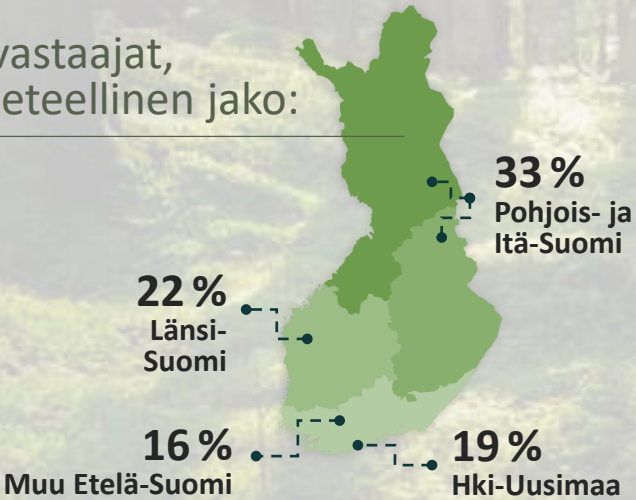 vastaajat,
eteellinen jako:
33 %
Pohjois- ja
Itä-Suomi
22 %
Länsi-
Suomi
16 %
Muu Etelä-Suomi
19 %
Hki-Uusimaa